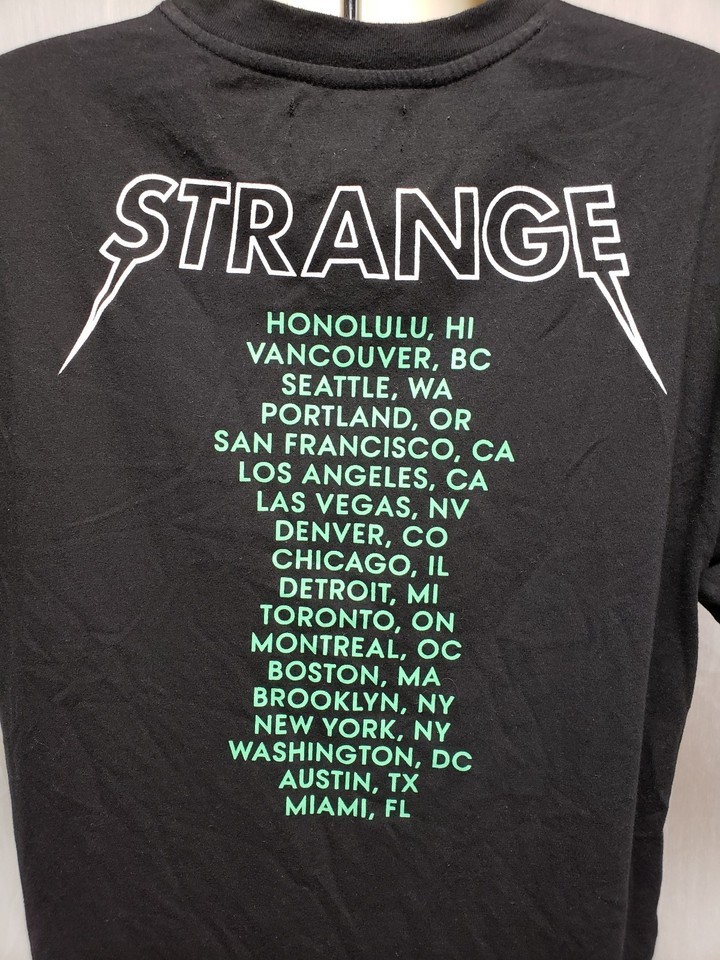 STRANGE
HONOLULU, HI
VANCOUVER, BC
SEATTLE, WA
PORTLAND, OR
SAN FRANCISCO, CA
LOS ANGELES, CA
LAS VEGAS, NV
DENVER, CO
CHICAGO, IL
DETROIT, MI
TORONTO, ON
MONTREAL, OC
BOSTON, MA
BROOKLYN, NY
NEW YORK, NY
WASHINGTON, DC
AUSTIN, TX
MIAMI, FL